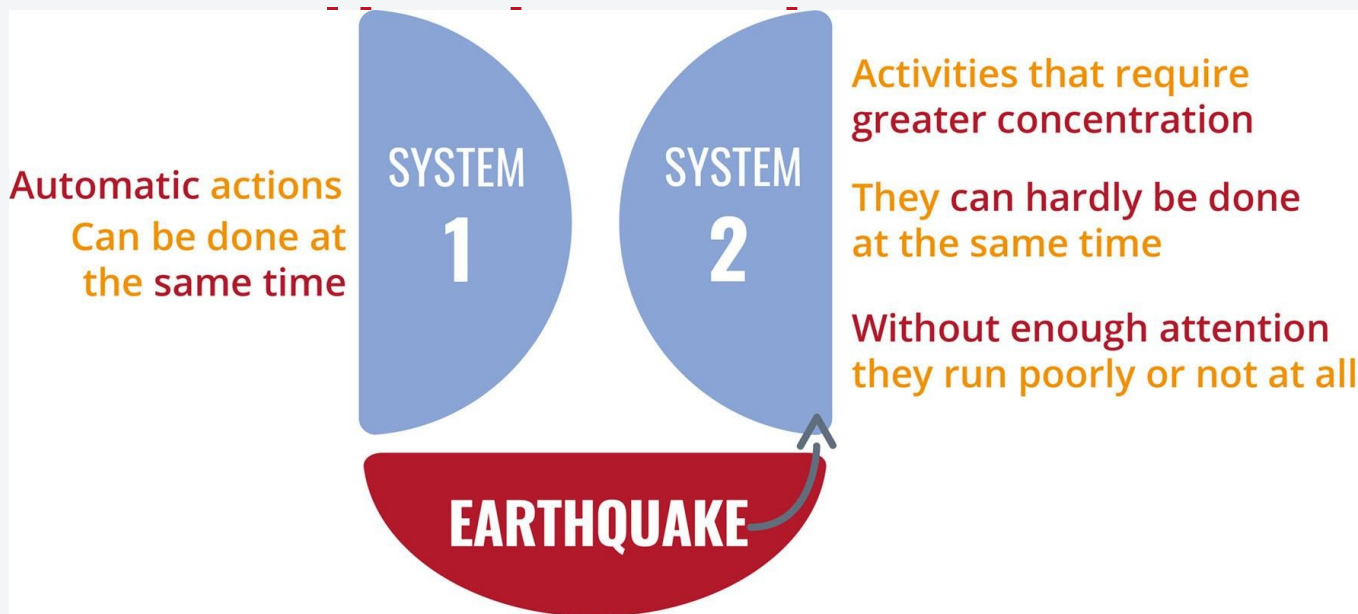 Automatic actions
Can be done at
the same time
SYSTEM
1
SYSTEM
2
Activities that require
greater concentration
They can hardly be done
at the same time
Without enough attention
they run poorly or not at all
EARTHQUAKE